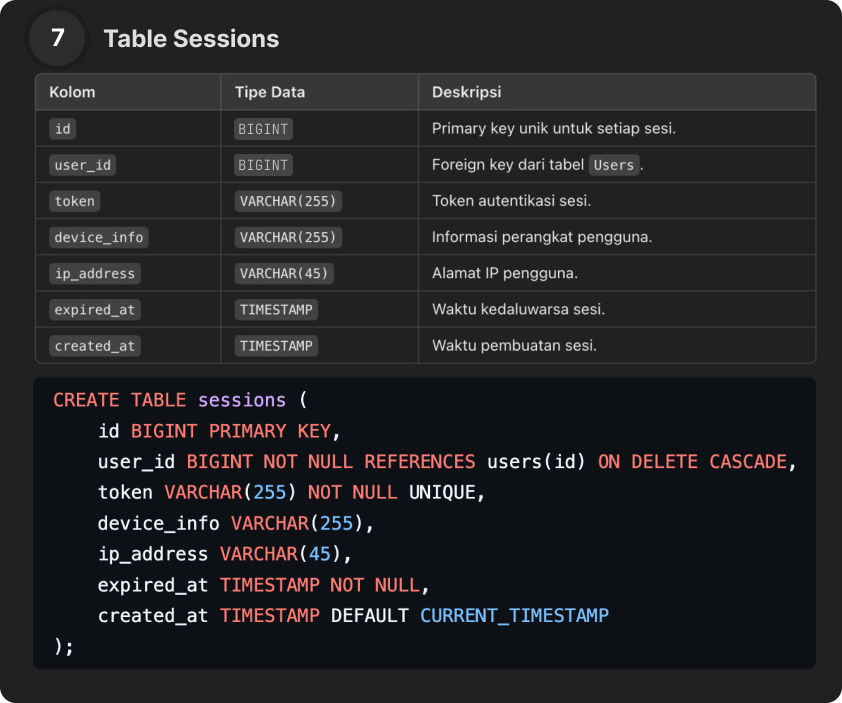 7 Table Sessions
Kolom Tipe Data Deskripsi
id BIGINT Primary key unik untuk setiap sesi.
user_id BIGINT Foreign key dari tabel Users.
token VARCHAR(255) Token autentikasi sesi.
device_info VARCHAR(255) Informasi perangkat pengguna.
ip_address VARCHAR(45) Alamat IP pengguna.
expired_at TIMESTAMP Waktu kedaluwarsa sesi.
created_at TIMESTAMP Waktu pembuatan sesi.
CREATE TABLE sessions (
    id BIGINT PRIMARY KEY,
    user_id BIGINT NOT NULL REFERENCES users(id) ON DELETE CASCADE,
    token VARCHAR(255) NOT NULL UNIQUE,
    device_info VARCHAR(255),
    ip_address VARCHAR(45),
    expired_at TIMESTAMP NOT NULL,
    created_at TIMESTAMP DEFAULT CURRENT_TIMESTAMP
);